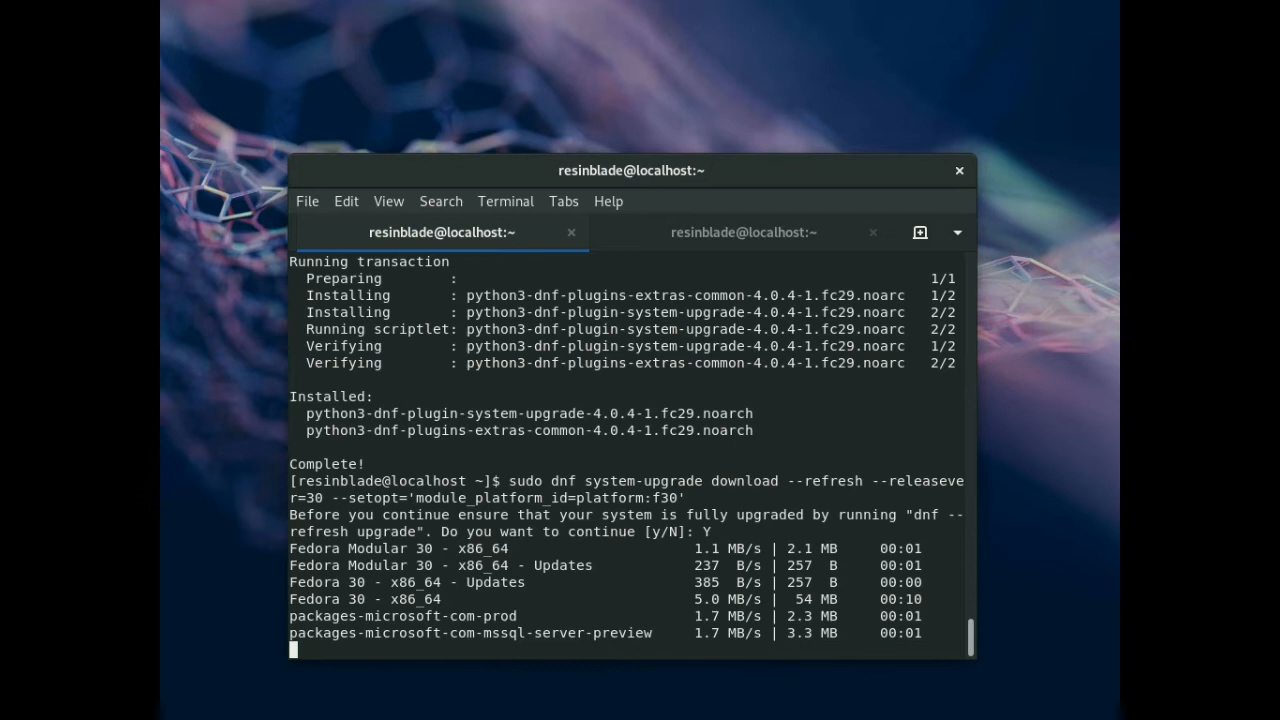 resinblade@localhost:~
File Edit View Search Terminal Tabs Help
resinblade@localhost:~ resinblade@localhost:~
Running transaction
  Preparing        :                                                        1/1
  Installing       : python3-dnf-plugins-extras-common-4.0.4-1.fc29.noarc   1/2
  Installing       : python3-dnf-plugin-system-upgrade-4.0.4-1.fc29.noarc   2/2
  Running scriptlet: python3-dnf-plugin-system-upgrade-4.0.4-1.fc29.noarc   2/2
  Verifying        : python3-dnf-plugin-system-upgrade-4.0.4-1.fc29.noarc   1/2
  Verifying        : python3-dnf-plugins-extras-common-4.0.4-1.fc29.noarc   2/2
Installed:
  python3-dnf-plugin-system-upgrade-4.0.4-1.fc29.noarch
  python3-dnf-plugins-extras-common-4.0.4-1.fc29.noarch
Complete!
[resinblade@localhost ~]$ sudo dnf system-upgrade download --refresh --releaseve
r=30 --setopt='module_platform_id=platform:f30'
Before you continue ensure that your system is fully upgraded by running "dnf --
refresh upgrade". Do you want to continue [y/N]: Y
Fedora Modular 30 - x86_64                      1.1 MB/s | 2.1 MB     00:01
Fedora Modular 30 - x86_64 - Updates            237  B/s | 257  B     00:01
Fedora 30 - x86_64 - Updates                    385  B/s | 257  B     00:00
Fedora 30 - x86_64                              5.0 MB/s |  54 MB     00:10
packages-microsoft-com-prod                     1.7 MB/s | 2.3 MB     00:01
packages-microsoft-com-mssql-server-preview     1.7 MB/s | 3.3 MB     00:01